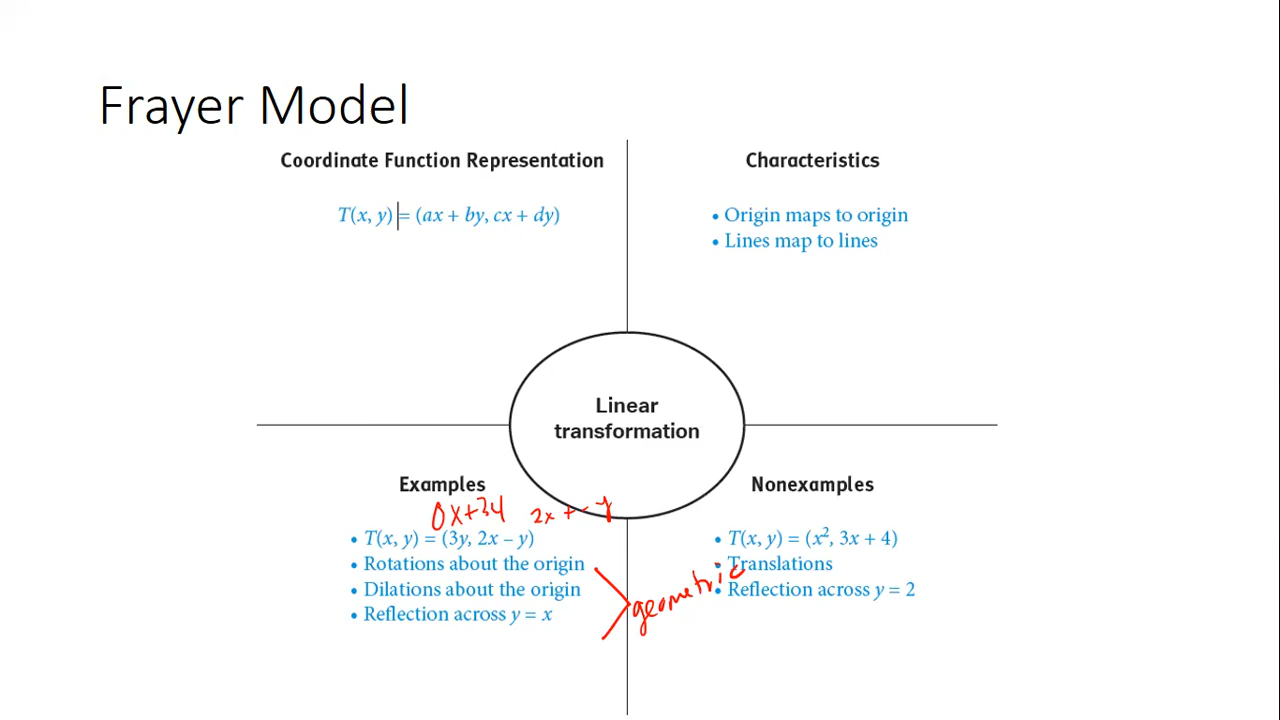 Frayer Model
Coordinate Function Representation
T(x, y) = (ax + by, cx + dy)
Characteristics
• Origin maps to origin
• Lines map to lines
Linear
transformation
Examples
0x+3y 2x + - y
• T(x, y) = (3y, 2x – y)
• Rotations about the origin
• Dilations about the origin
• Reflection across y = x
geometric
Nonexamples
• T(x, y) = (x², 3x + 4)
• Translations
• Reflection across y = 2